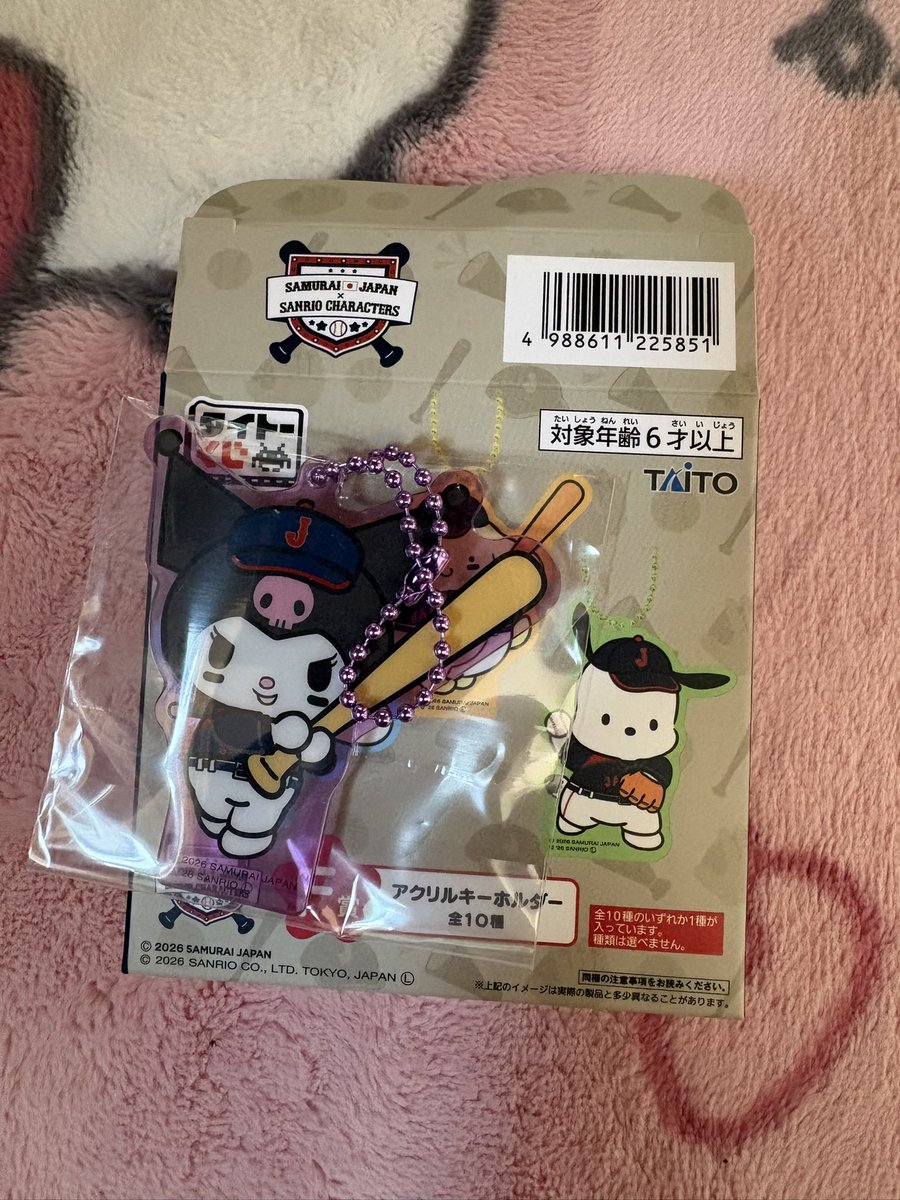 SAMURAI JAPAN
×
SANRIO CHARACTERS
4 988611 225851
たいしょうねんれい さいいじょう
対象年齢6才以上
タイトー
くじ
TAITO
J
J
© 2026 SAMURAI JAPAN
2026 SAMURAI JAPAN
'26 SANRIO Ⓛ
賞
アクリルキーホルダー
全10種
全10種のいずれか1種が
入っています。
種類は選べません。
© 2026 SAMURAI JAPAN
© 2026 SANRIO CO., LTD. TOKYO, JAPAN Ⓛ
同梱の注意事項をお読みください。
※上記のイメージは実際の製品と多少異なることがあります。